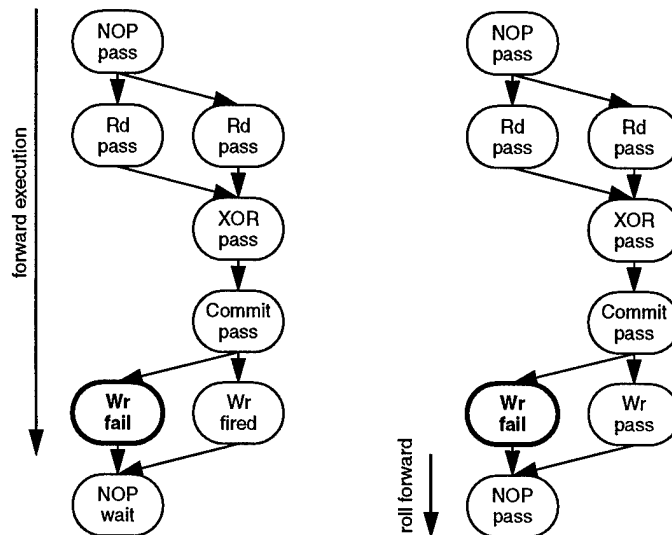 NOP
pass
Rd
pass
Rd
pass
XOR
pass
Commit
pass
Wr
fail
Wr
fired
NOP
wait
forward execution
NOP
pass
Rd
pass
Rd
pass
XOR
pass
Commit
pass
Wr
fail
Wr
pass
NOP
pass
roll forward